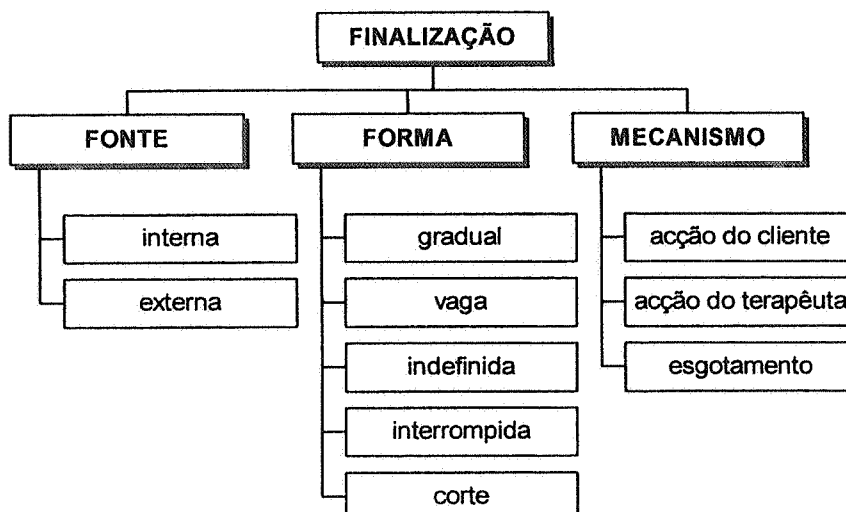 FINALIZAÇÃO
FONTE
FORMA
MECANISMO
interna
externa
gradual
vaga
indefinida
interrompida
corte
acção do cliente
acção do terapêuta
esgotamento